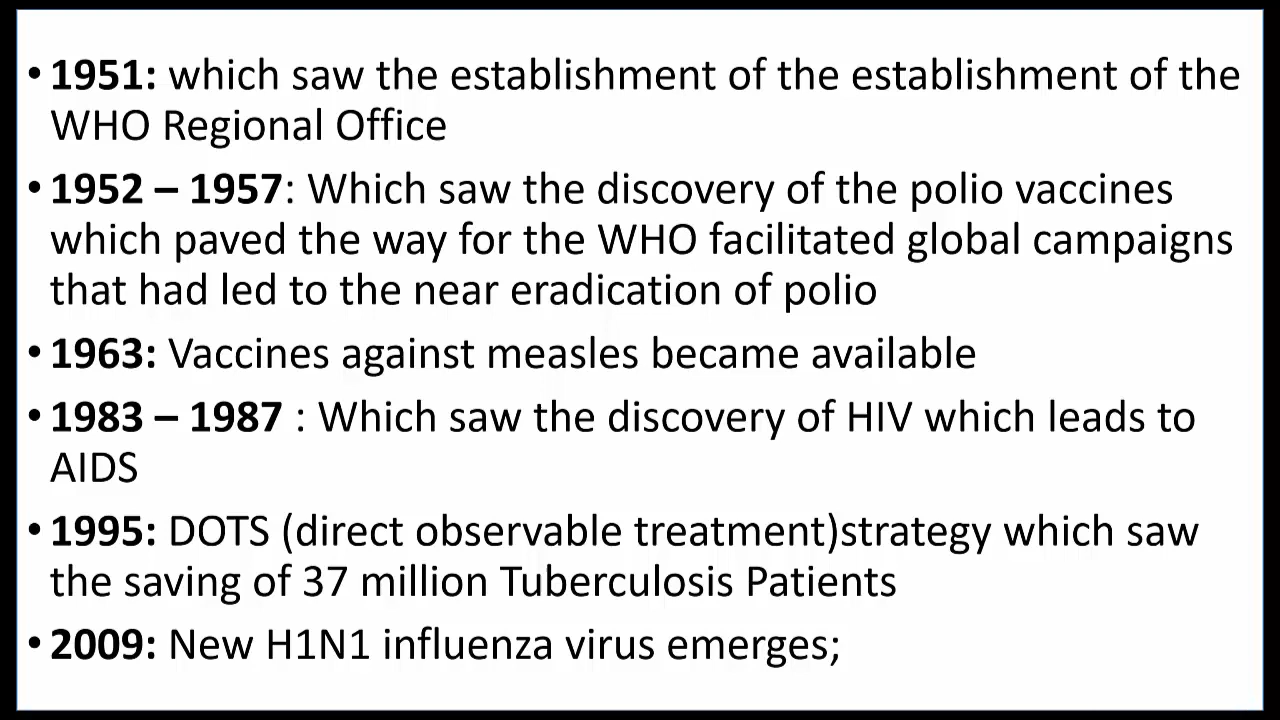 • 1951: which saw the establishment of the establishment of the
WHO Regional Office
• 1952 – 1957: Which saw the discovery of the polio vaccines
which paved the way for the WHO facilitated global campaigns
that had led to the near eradication of polio
• 1963: Vaccines against measles became available
• 1983 – 1987 : Which saw the discovery of HIV which leads to
AIDS
• 1995: DOTS (direct observable treatment)strategy which saw
the saving of 37 million Tuberculosis Patients
• 2009: New H1N1 influenza virus emerges;